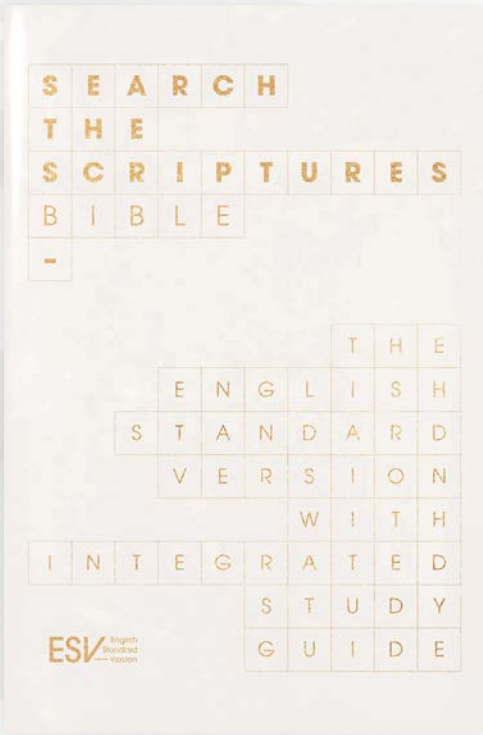 SEARCH
THE
SCRIPTURES
BIBLE
-
THE
ENGLISH
STANDARD
VERSION
WITH
INTEGRATED
STUDY
GUIDE
ESV
English
Standard
Version